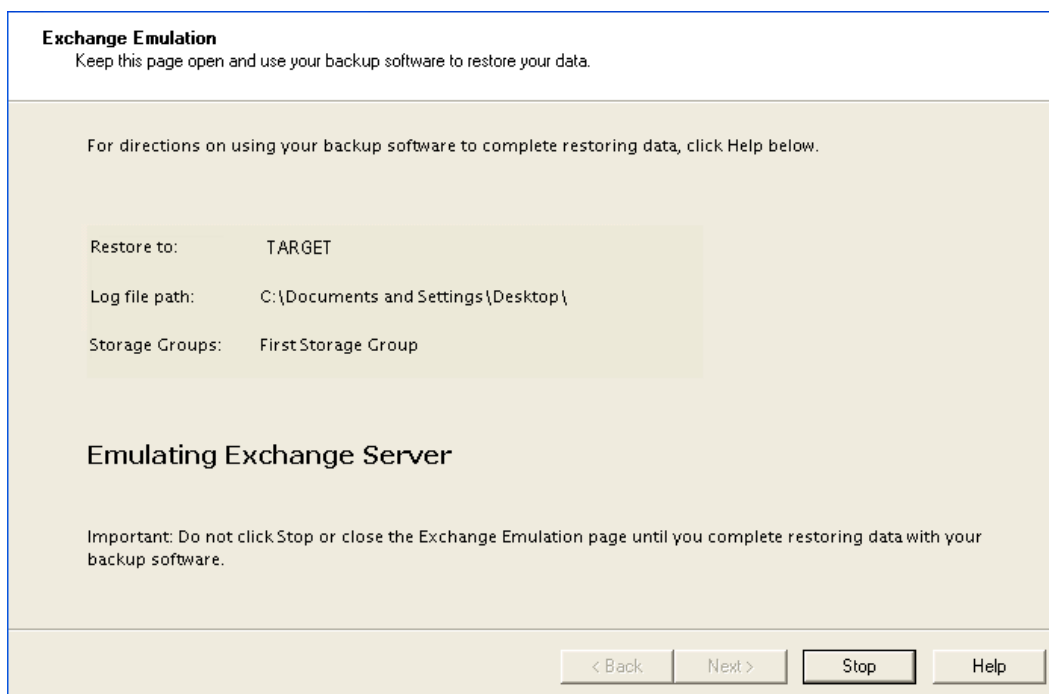 Exchange Emulation
Keep this page open and use your backup software to restore your data.
For directions on using your backup software to complete restoring data, click Help below.
Restore to: TARGET
Log file path: C:\Documents and Settings\Desktop\
Storage Groups: First Storage Group
Emulating Exchange Server
Important: Do not click Stop or close the Exchange Emulation page until you complete restoring data with your
backup software.
< Back Next > Stop Help